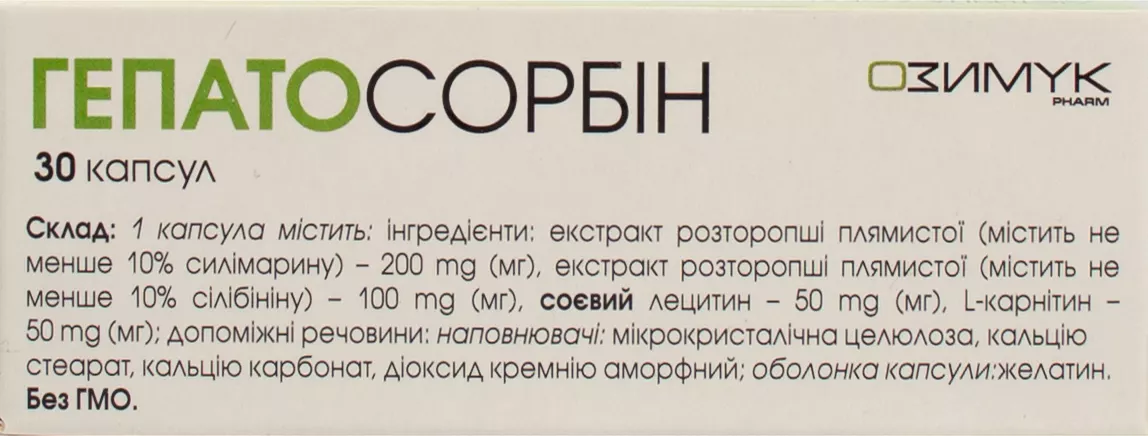 ГЕПАТОСОРБІН
ОЗИМУК
PHARM
30 капсул
Склад: 1 капсула містить: інгредієнти: екстракт розторопші плямистої (містить не
менше 10% силімарину) – 200 mg (мг), екстракт розторопші плямистої (містить не
менше 10% сілібініну) – 100 mg (мг), соєвий лецитин – 50 mg (мг), L-карнітин –
50 mg (мг); допоміжні речовини: наповнювачі: мікрокристалічна целюлоза, кальцію
стеарат, кальцію карбонат, діоксид кремнію аморфний; оболонка капсули:желатин.
Без ГМО.